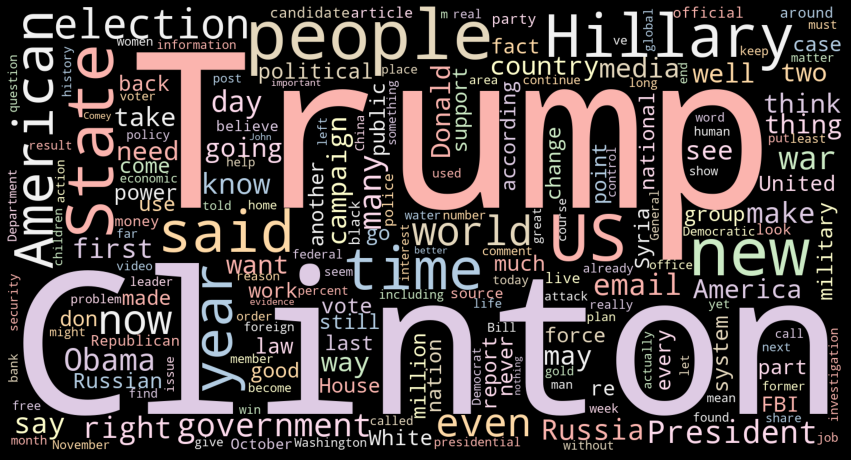 Trump
Clinton
Hillary
people
State
American
US
new
time
said
year
election
world
now
even
government
President
Russia
country
media
political
campaign
Donald
many
day
going
know
take
back
need
come
power
use
first
want
work
much
email
America
military
make
group
war
United
thing
think
see
well
two
case
fact
point
change
support
according
public
another
Syria
national
candidate
article
m
real
party
global
ve
official
around
must
keep
matter
question
women
information
history
voter
Comey
post
place
important
area
continue
end
long
word
human
put
least
show
control
result
policy
economic
believe
left
John
something
China
help
told
home
police
used
black
go
Department
children
action
money
far
video
water
number
interest
comment
great
course
General
Democratic
office
look
already
federal
seem
reason
percent
evidence
better
including
source
today
life
live
attack
really
plan
yet
security
leader
problem
made
don
Republican
might
Obama
Russian
issue
find
member
become
order
foreign
law
good
vote
still
last
way
House
million
nation
report
never
Democrat
Bill
nothing
force
may
gold
man
re
week
without
every
actually
let
system
mean
part
call
next
former
FBI
share
found
investigation
job
bank
free
say
month
November
right
win
give
October
called
Washington
White
presidential